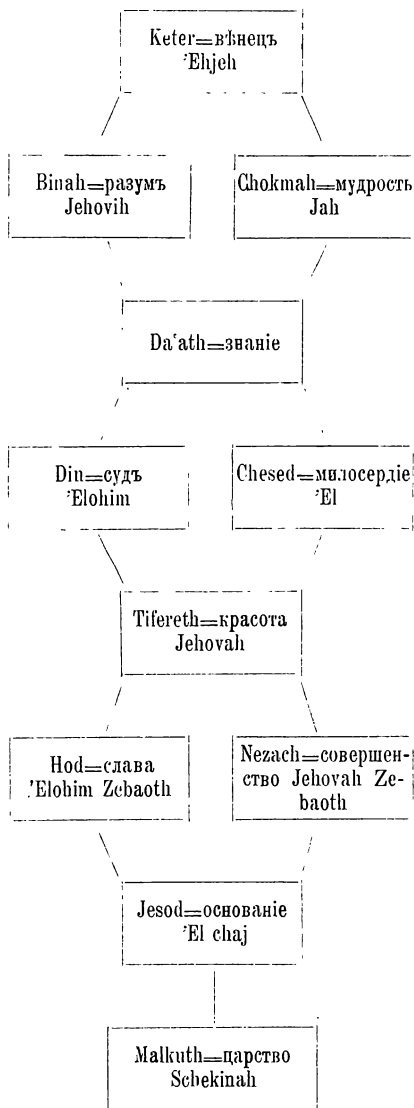 Keter=вѣнецъ
'Ehjeh
Binah=разумъ
Jehovih
Chokmah=мудрость
Jah
Da'ath=знаніе
Din=судъ
'Elohim
Chesed=милосердіе
'El
Tifereth=красота
Jehovah
Hod=слава
'Elohim Zebaoth
Nezach=совершен-
ство Jehovah Ze-
baoth
Jesod=основаніе
'El chaj
Malkuth=царство
Schekinah